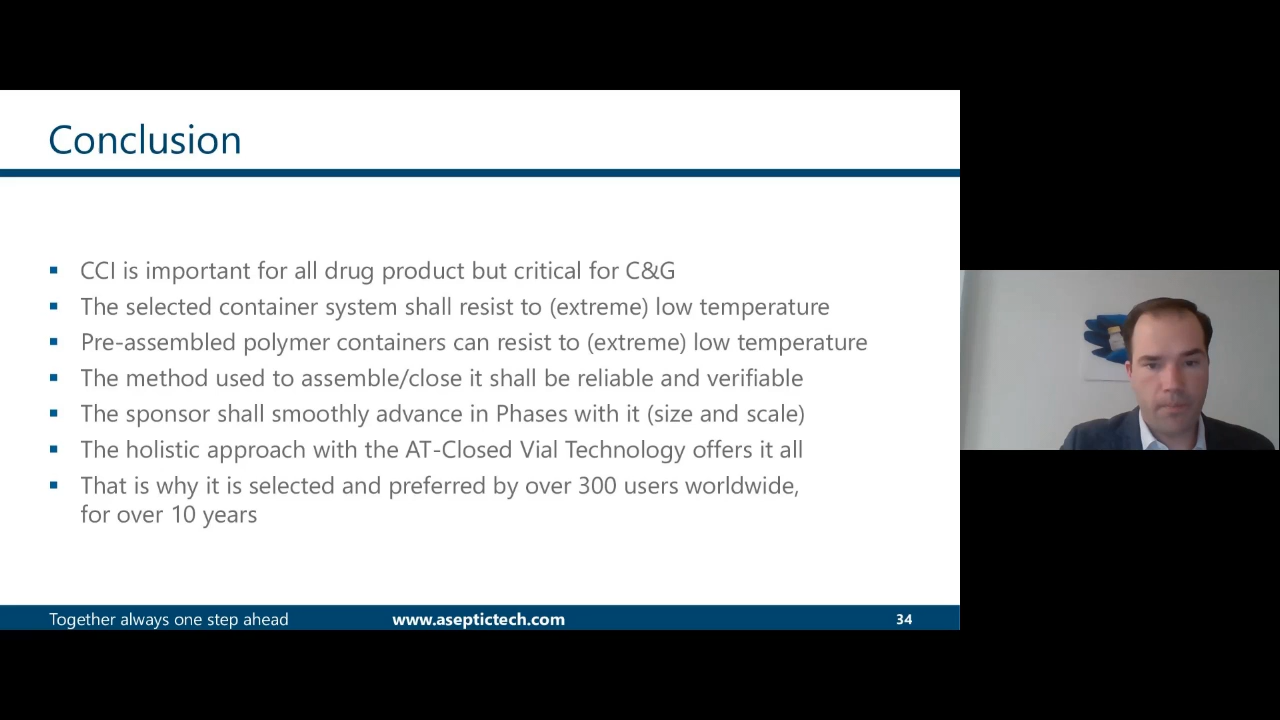 Conclusion
CCI is important for all drug product but critical for C&G
The selected container system shall resist to (extreme) low temperature
Pre-assembled polymer containers can resist to (extreme) low temperature
The method used to assemble/close it shall be reliable and verifiable
The sponsor shall smoothly advance in Phases with it (size and scale)
The holistic approach with the AT-Closed Vial Technology offers it all
That is why it is selected and preferred by over 300 users worldwide,
for over 10 years
Together always one step ahead
www.aseptictech.com
34